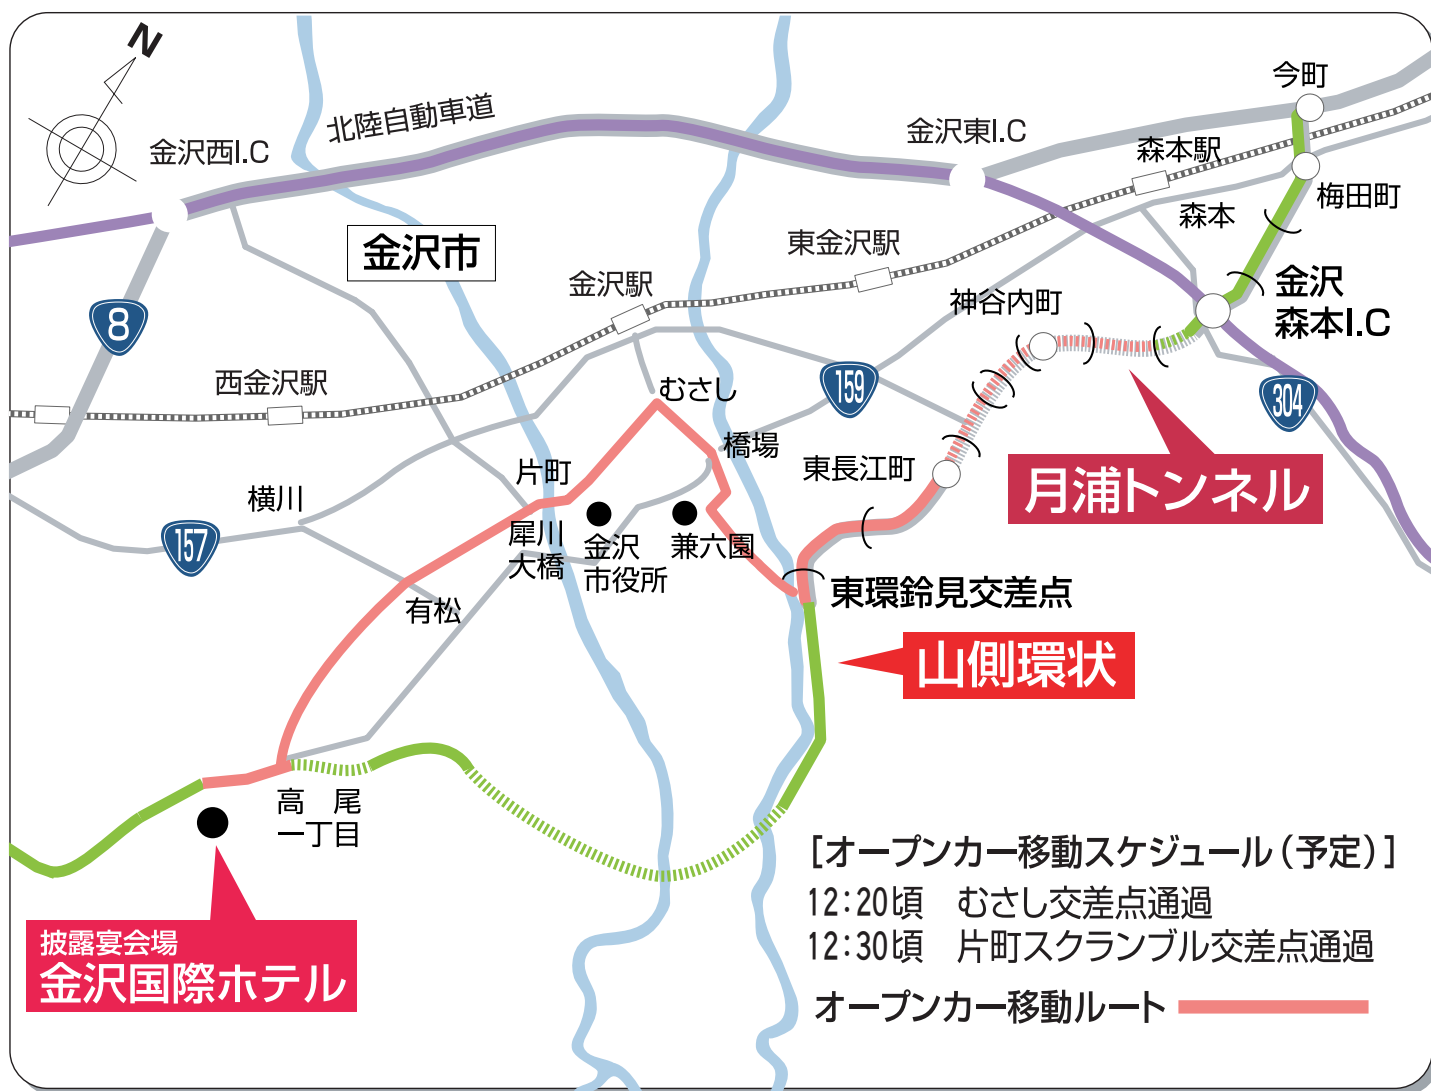 N
今町
北陸自動車道
金沢東I.C
金沢西I.C
森本駅
梅田町
森本
金沢市
東金沢駅
金沢駅
神谷内町
金沢
森本I.C
8
西金沢駅
むさし
159
304
橋場
片町
東長江町
月浦トンネル
横川
157
犀川
大橋
金沢
市役所
兼六園
有松
東環鈴見交差点
山側環状
高 尾
一丁目
[オープンカー移動スケジュール(予定)]
12:20頃 むさし交差点通過
12:30頃 片町スクランブル交差点通過
オープンカー移動ルート
披露宴会場
金沢国際ホテル